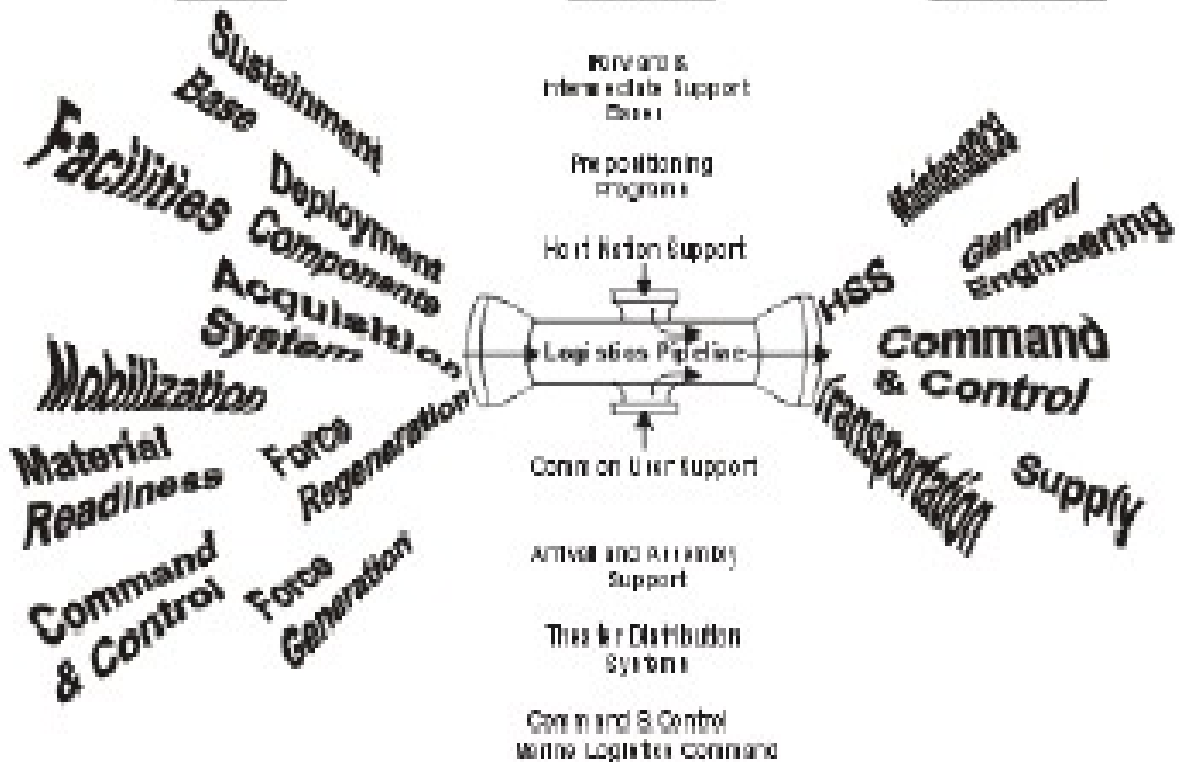 Sustainment
Base
Facilities
Deployment
Components
Acquisition
System
Mobilization
Material
Readiness
Force
Regeneration
Command
& Control
Force
Generation
Forward &
Intermediate Support
Bases
Prepositioning
Programs
Host Nation Support
Logistics Pipeline
Common User Support
Arrival and Assembly
Support
Theater Distribution
Systems
Command & Control
Marine Logistics Command
Maintenance
General
Engineering
HSS
Command
& Control
Transportation
Supply